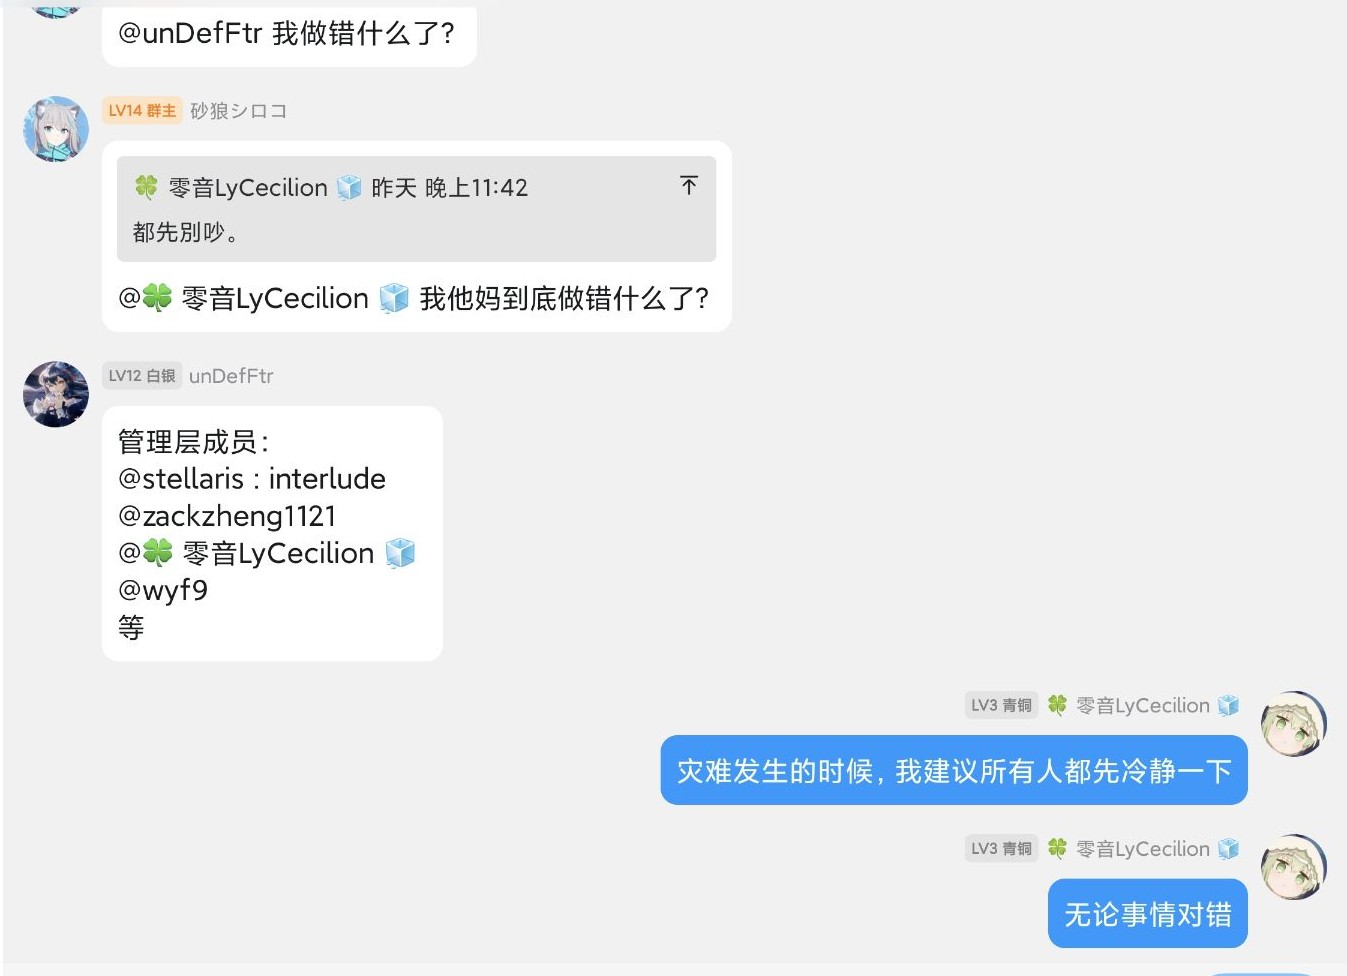 @unDefFtr 我做错什么了？
LV14 群主 砂狼シロコ
🍀 零音LyCecilion 🧊 昨天 晚上11:42
都先别吵。
@🍀 零音LyCecilion 🧊 我他妈到底做错什么了？
LV12 白银 unDefFtr
管理层成员：
@stellaris : interlude
@zackzheng1121
@🍀 零音LyCecilion 🧊
@wyf9
等
LV3 青铜 🍀 零音LyCecilion 🧊
灾难发生的时候，我建议所有人都先冷静一下
LV3 青铜 🍀 零音LyCecilion 🧊
无论事情对错